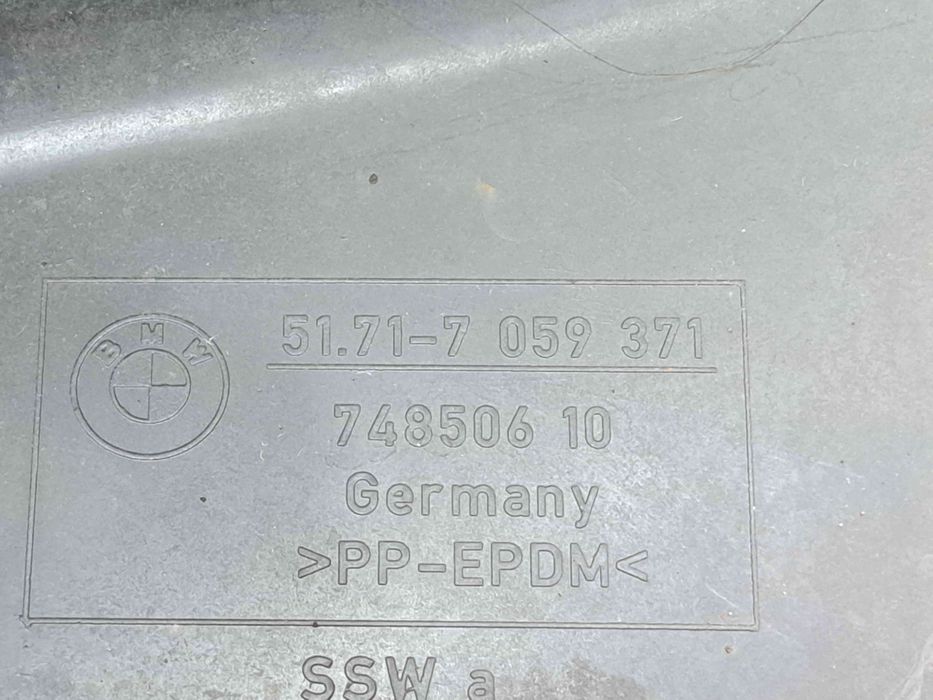 BMW
51.71-7 059 371
748506 10
Germany
>PP-EPDM<
SSW a